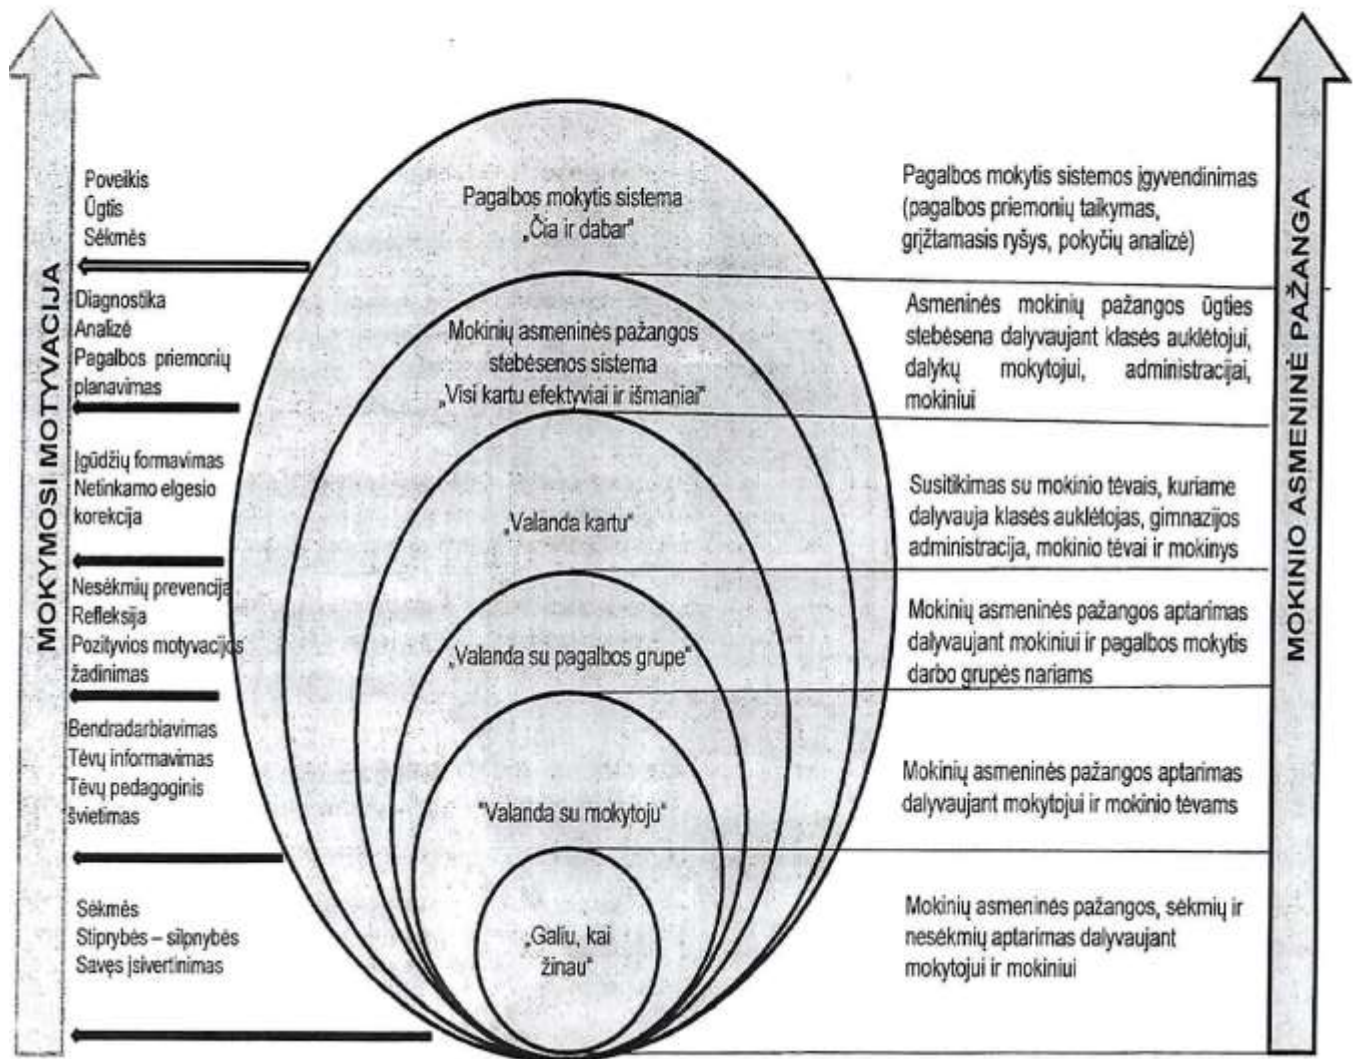 MOKYMOSI MOTYVACIJA
Poveikis
Ūgtis
Sėkmės
Diagnostika
Analizė
Pagalbos priemonių
planavimas
Įgūdžių formavimas
Netinkamo elgesio
korekcija
Nesėkmių prevencija
Refleksija
Pozityvios motyvacijos
žadinimas
Bendradarbiavimas
Tėvų informavimas
Tėvų pedagoginis
švietimas
Sėkmės
Stiprybės – silpnybės
Savęs įsivertinimas
Pagalbos mokytis sistema
„Čia ir dabar“
Mokinių asmeninės pažangos
stebėsenos sistema
„Visi kartu efektyviai ir išmaniai“
„Valanda kartu“
„Valanda su pagalbos grupe“
"Valanda su mokytoju“
„Galiu, kai
žinau“
Pagalbos mokytis sistemos įgyvendinimas
(pagalbos priemonių taikymas,
grįžtamasis ryšys, pokyčių analizė)
Asmeninės mokinių pažangos ūgties
stebėsena dalyvaujant klasės auklėtojui,
dalykų mokytojui, administracijai,
mokiniui
Susitikimas su mokinio tėvais, kuriame
dalyvauja klasės auklėtojas, gimnazijos
administracija, mokinio tėvai ir mokinys
Mokinių asmeninės pažangos aptarimas
dalyvaujant mokiniui ir pagalbos mokytis
darbo grupės nariams
Mokinių asmeninės pažangos aptarimas
dalyvaujant mokytojui ir mokinio tėvams
Mokinių asmeninės pažangos, sėkmių ir
nesėkmių aptarimas dalyvaujant
mokytojui ir mokiniui
MOKINIO ASMENINĖ PAŽANGA